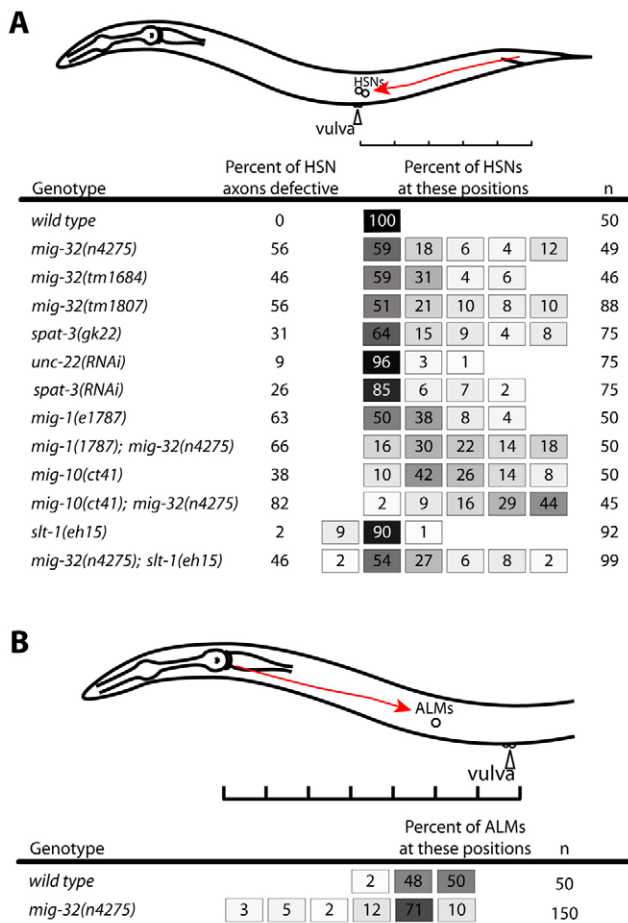 A
HSNs
vulva
Percent of HSN Percent of HSNs
Genotype axons defective at these positions n
wild type 0 100 50
mig-32(n4275) 56 59 18 6 4 12 49
mig-32(tm1684) 46 59 31 4 6 46
mig-32(tm1807) 56 51 21 10 8 10 88
spat-3(gk22) 31 64 15 9 4 8 75
unc-22(RNAi) 9 96 3 1 75
spat-3(RNAi) 26 85 6 7 2 75
mig-1(e1787) 63 50 38 8 4 50
mig-1(1787); mig-32(n4275) 66 16 30 22 14 18 50
mig-10(ct41) 38 10 42 26 14 8 50
mig-10(ct41); mig-32(n4275) 82 2 9 16 29 44 45
slt-1(eh15) 2 9 90 1 92
mig-32(n4275); slt-1(eh15) 46 2 54 27 6 8 2 99
B
ALMs
vulva
Percent of ALMs
Genotype at these positions n
wild type 2 48 50 50
mig-32(n4275) 3 5 2 12 71 10 150